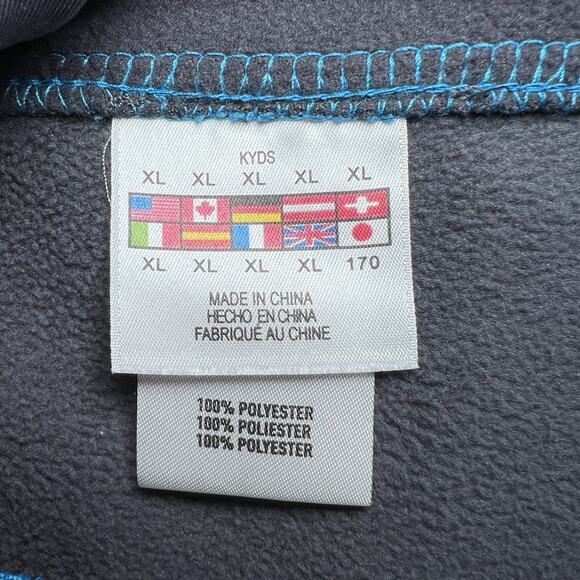 KYDS
XL XL XL XL XL
XL XL XL XL 170
MADE IN CHINA
HECHO EN CHINA
FABRIQUÉ AU CHINE
100% POLYESTER
100% POLIESTER
100% POLYESTER